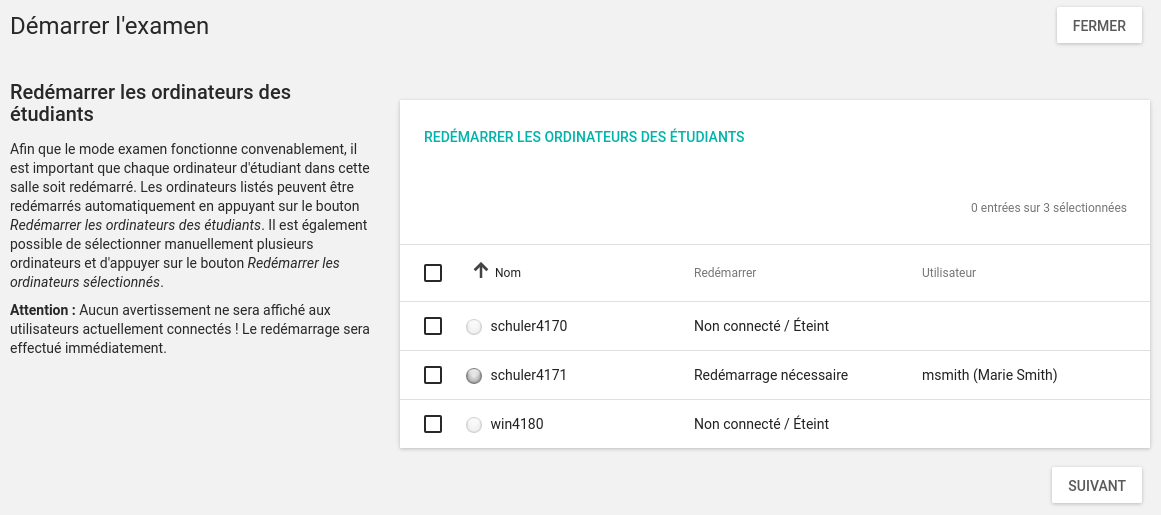 Démarrer l'examen
FERMER
Redémarrer les ordinateurs des
étudiants
Afin que le mode examen fonctionne convenablement, il
est important que chaque ordinateur d'étudiant dans cette
salle soit redémarré. Les ordinateurs listés peuvent être
redémarrés automatiquement en appuyant sur le bouton
Redémarrer les ordinateurs des étudiants. Il est également
possible de sélectionner manuellement plusieurs
ordinateurs et d'appuyer sur le bouton Redémarrer les
ordinateurs sélectionnés.
Attention : Aucun avertissement ne sera affiché aux
utilisateurs actuellement connectés ! Le redémarrage sera
effectué immédiatement.
REDÉMARRER LES ORDINATEURS DES ÉTUDIANTS
0 entrées sur 3 sélectionnées
Nom Redémarrer Utilisateur
schuler4170 Non connecté / Éteint
schuler4171 Redémarrage nécessaire msmith (Marie Smith)
win4180 Non connecté / Éteint
SUIVANT